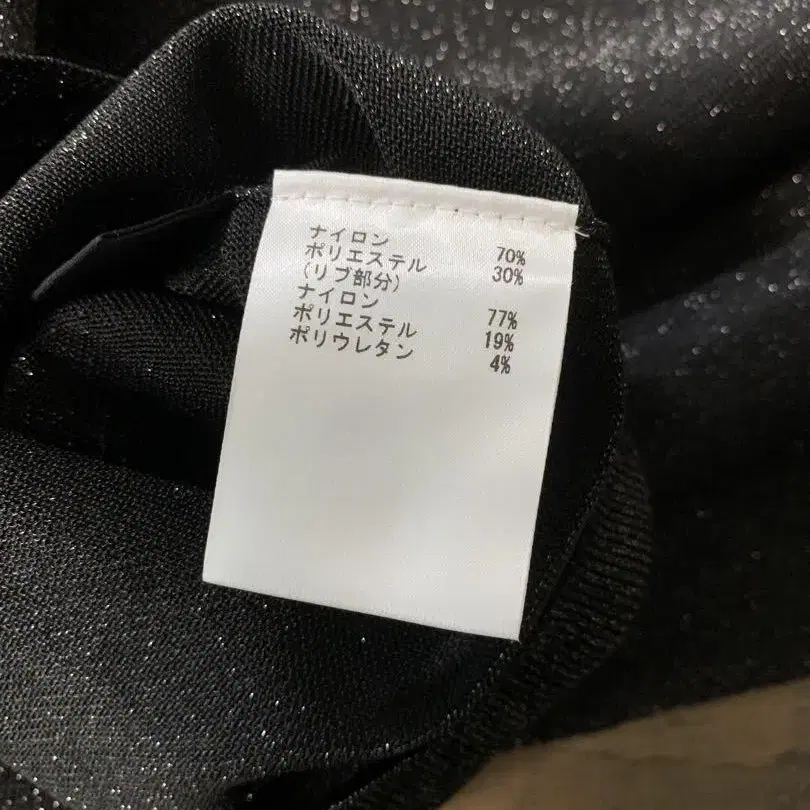 ナイロン 70%
ポリエステル 30%
(リブ部分)
ナイロン 77%
ポリエステル 19%
ポリウレタン 4%